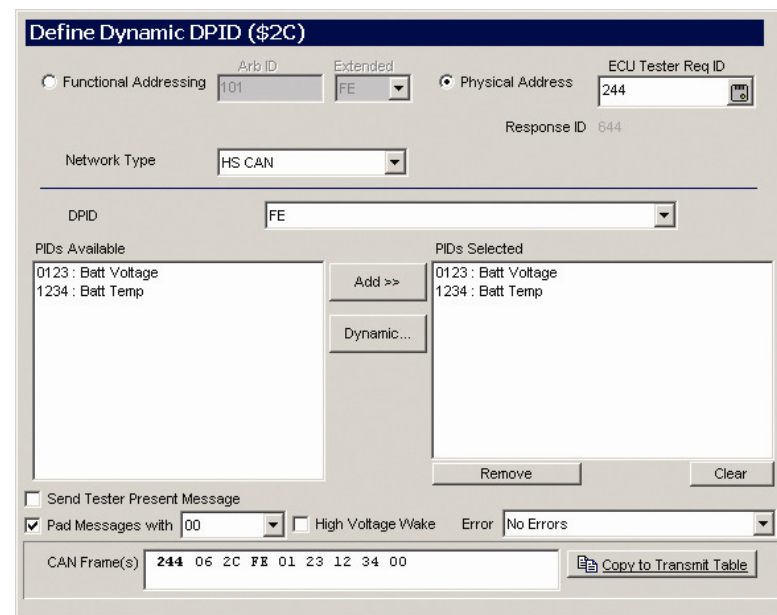 Define Dynamic DPID ($2C)
Arb ID Extended ECU Tester Req ID
Functional Addressing 101 FE Physical Address 244
Response ID 644
Network Type HS CAN
DPID FE
PIDs Available PIDs Selected
0123 : Batt Voltage Add >> 0123 : Batt Voltage
1234 : Batt Temp 1234 : Batt Temp
Dynamic...
Remove Clear
Send Tester Present Message
Pad Messages with 00 High Voltage Wake Error No Errors
CAN Frame(s) 244 06 2C FE 01 23 12 34 00 Copy to Transmit Table